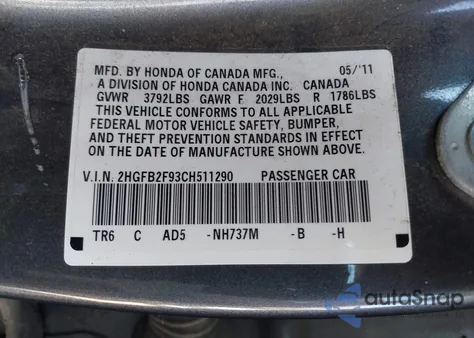 MFD. BY HONDA OF CANADA MFG., 05/'11
A DIVISION OF HONDA CANADA INC. CANADA
GVWR 3792LBS GAWR F 2029LBS R 1786LBS
THIS VEHICLE CONFORMS TO ALL APPLICABLE
FEDERAL MOTOR VEHICLE SAFETY, BUMPER,
AND THEFT PREVENTION STANDARDS IN EFFECT
ON THE DATE OF MANUFACTURE SHOWN ABOVE.
V.I.N. 2HGFB2F93CH511290 PASSENGER CAR
TR6 C AD5 -NH737M -B -H
autoSnap